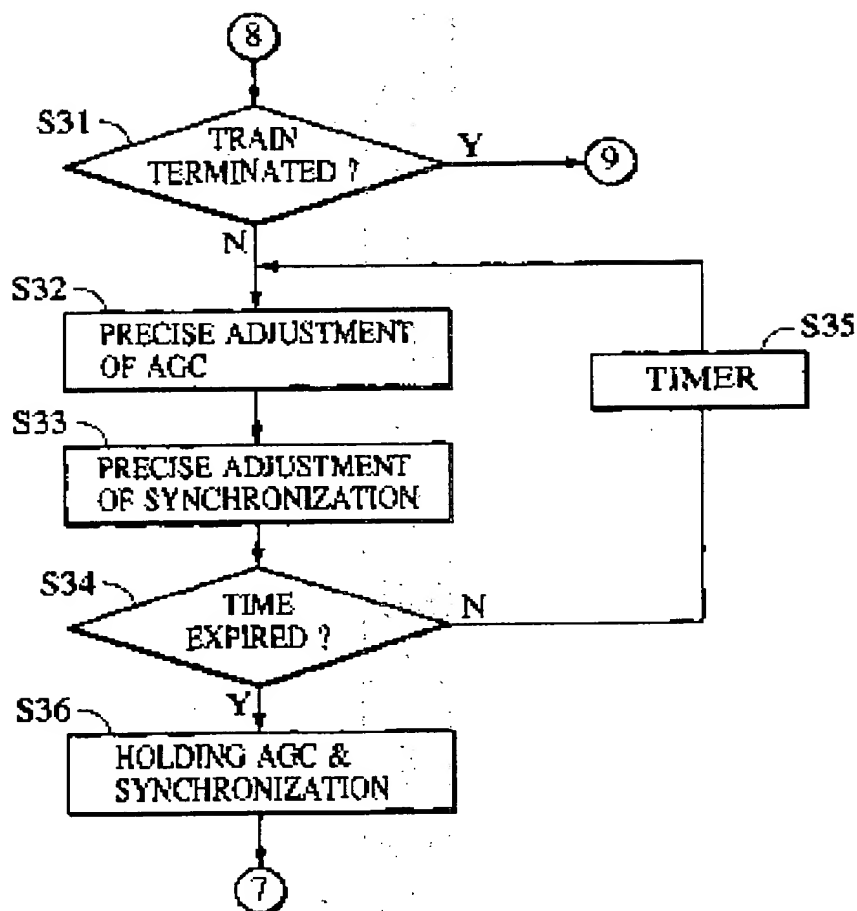 8
S31
TRAIN
TERMINATED ?
Y
9
N
S32
PRECISE ADJUSTMENT
OF AGC
S35
TIMER
S33
PRECISE ADJUSTMENT
OF SYNCHRONIZATION
S34
TIME
EXPIRED ?
N
Y
S36
HOLDING AGC &
SYNCHRONIZATION
7